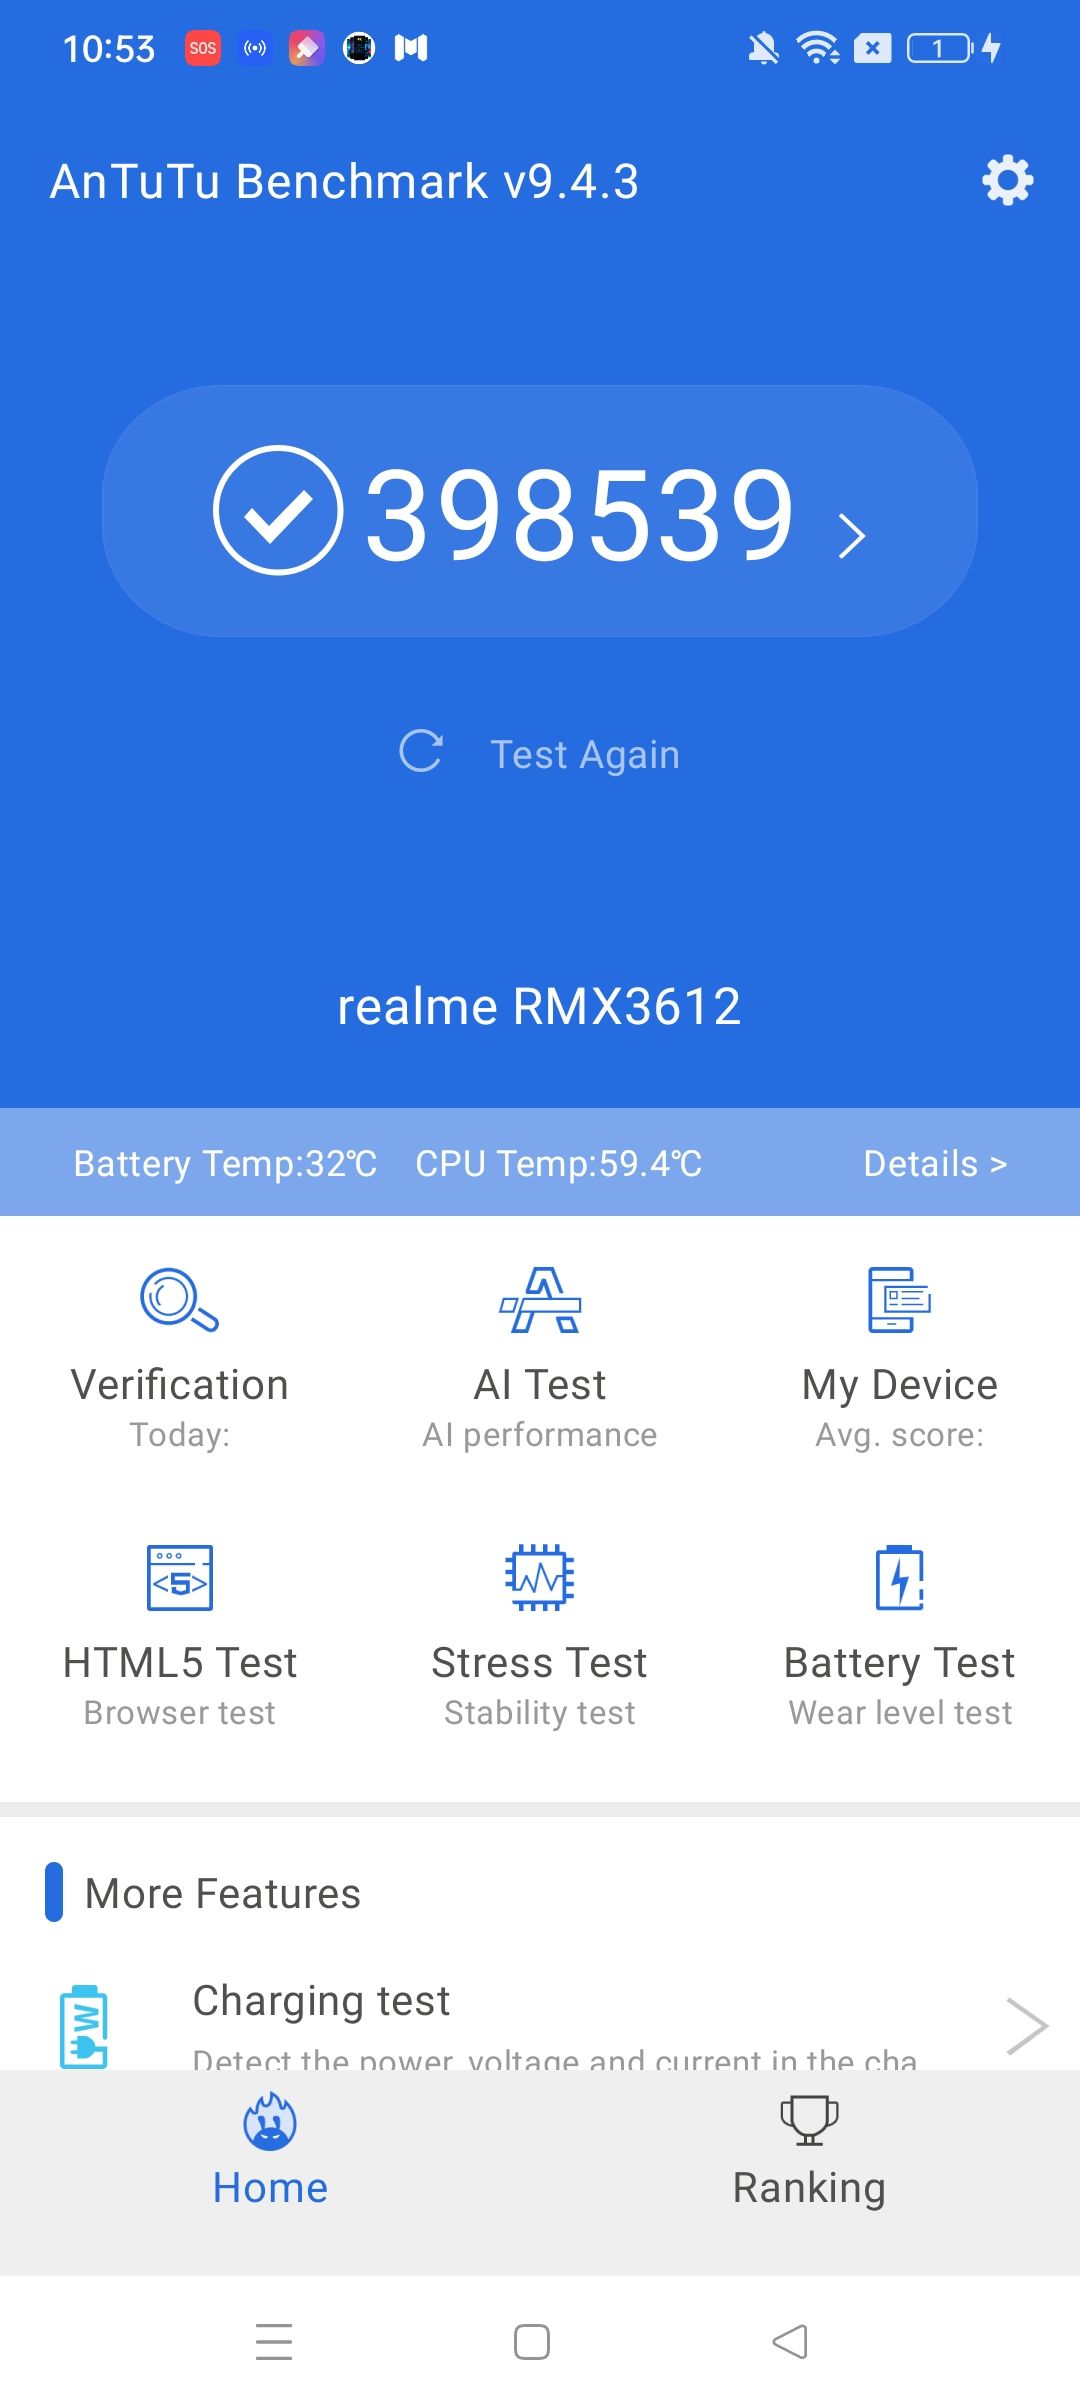 10:53 SOS 1
AnTuTu Benchmark v9.4.3
398539 >
Test Again
realme RMX3612
Battery Temp:32℃ CPU Temp:59.4℃ Details >
Verification AI Test My Device
Today: AI performance Avg. score:
<5>
HTML5 Test Stress Test Battery Test
Browser test Stability test Wear level test
More Features
W
Charging test
Detect the power, voltage and current in the cha
Home Ranking